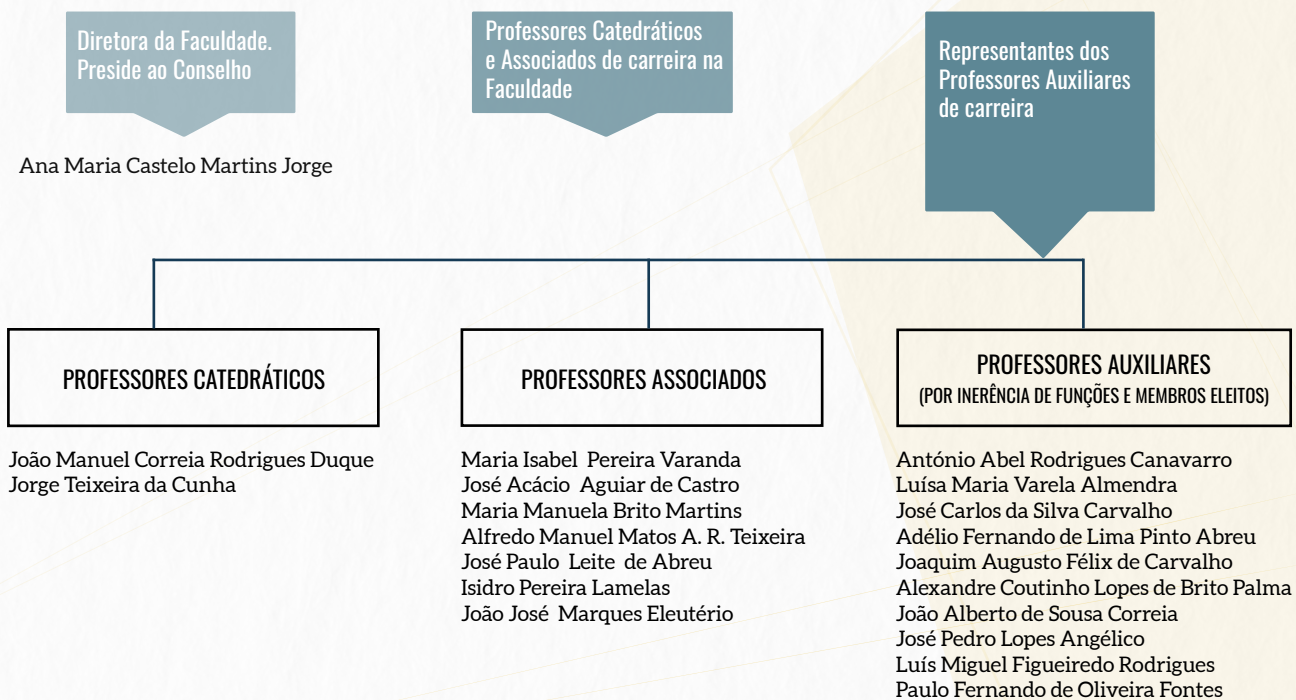 Diretora da Faculdade.
Preside ao Conselho
Ana Maria Castelo Martins Jorge
Professores Catedráticos
e Associados de carreira na
Faculdade
Representantes dos
Professores Auxiliares
de carreira
PROFESSORES CATEDRÁTICOS
João Manuel Correia Rodrigues Duque
Jorge Teixeira da Cunha
PROFESSORES ASSOCIADOS
Maria Isabel Pereira Varanda
José Acácio Aguiar de Castro
Maria Manuela Brito Martins
Alfredo Manuel Matos A. R. Teixeira
José Paulo Leite de Abreu
Isidro Pereira Lamelas
João José Marques Eleutério
PROFESSORES AUXILIARES
(POR INERÊNCIA DE FUNÇÕES E MEMBROS ELEITOS)
António Abel Rodrigues Canavarro
Luísa Maria Varela Almendra
José Carlos da Silva Carvalho
Adélio Fernando de Lima Pinto Abreu
Joaquim Augusto Félix de Carvalho
Alexandre Coutinho Lopes de Brito Palma
João Alberto de Sousa Correia
José Pedro Lopes Angélico
Luís Miguel Figueiredo Rodrigues
Paulo Fernando de Oliveira Fontes